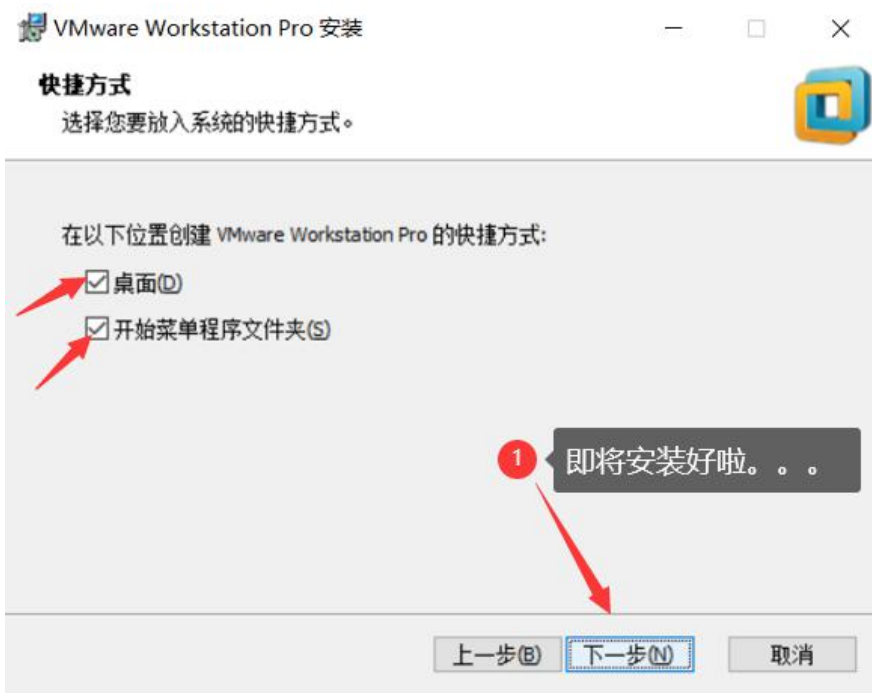 VMware Workstation Pro 安装
快捷方式
选择您要放入系统的快捷方式。
在以下位置创建 VMware Workstation Pro 的快捷方式:
桌面(D)
开始菜单程序文件夹(S)
1 即将安装好啦。。。
上一步(B) 下一步(N) 取消